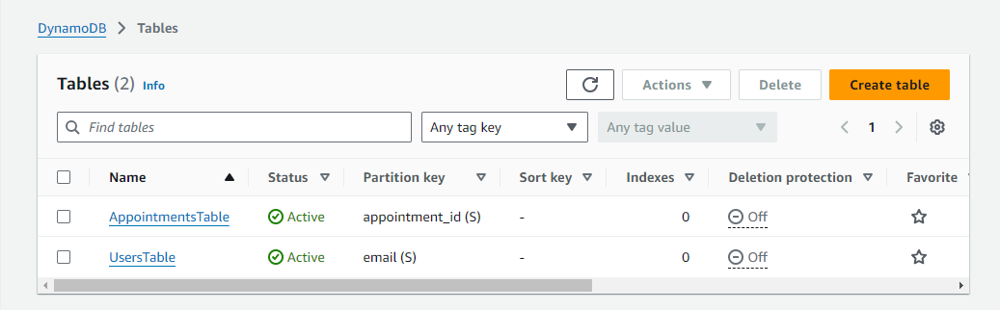 DynamoDB > Tables
Tables (2) Info Actions Delete Create table
Find tables Any tag key Any tag value 1
Name Status Partition key Sort key Indexes Deletion protection Favorite
AppointmentsTable Active appointment_id (S) - 0 Off
UsersTable Active email (S) - 0 Off